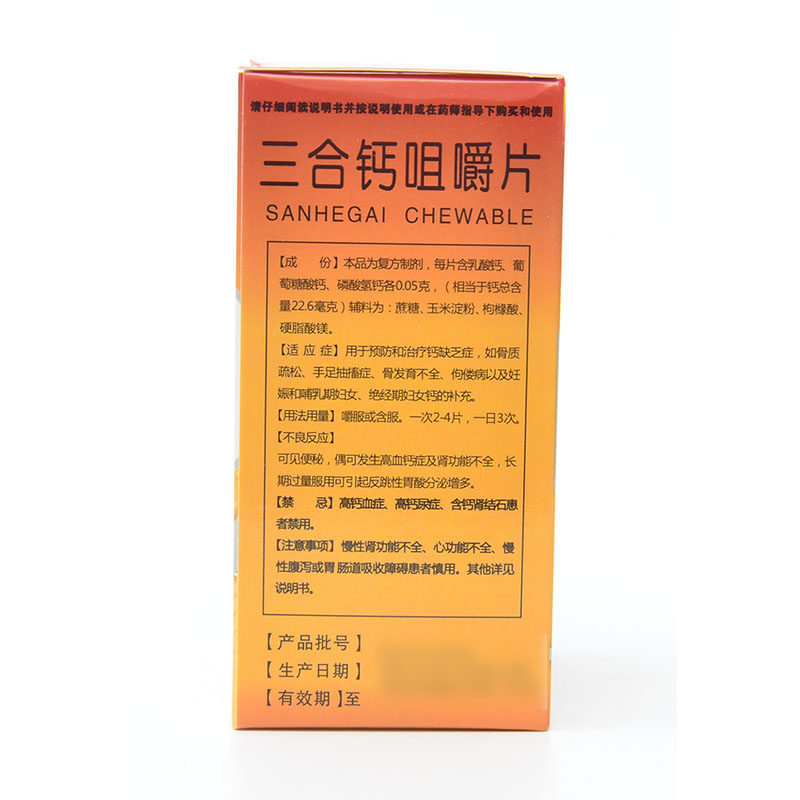 请仔细阅读说明书并按说明使用或在药师指导下购买和使用
三合钙咀嚼片
SANHEGAI CHEWABLE
【成 份】本品为复方制剂，每片含乳酸钙、葡
萄糖酸钙、磷酸氢钙各0.05克，（相当于钙总含
量22.6毫克）辅料为：蔗糖、玉米淀粉、枸橼酸、
硬脂酸镁。
【适 应 症】用于预防和治疗钙缺乏症，如骨质
疏松、手足抽搐症、骨发育不全、佝偻病以及妊
娠和哺乳期妇女、绝经期妇女钙的补充。
【用法用量】嚼服或含服。一次2-4片，一日3次。
【不良反应】
可见便秘，偶可发生高血钙症及肾功能不全，长
期过量服用可引起反跳性胃酸分泌增多。
【禁 忌】高钙血症、高钙尿症、含钙肾结石患
者禁用。
【注意事项】慢性肾功能不全、心功能不全、慢
性腹泻或胃肠道吸收障碍患者慎用。其他详见
说明书。
【产品批号】
【生产日期】
【有效期】至